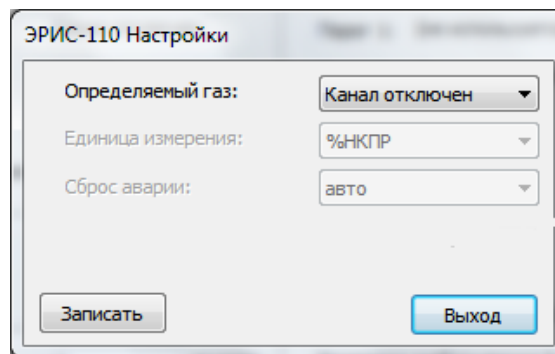 ЭРИС-110 Настройки
Определяемый газ: Канал отключен
Единица измерения: %НКПР
Сброс аварии: авто
Записать Выход